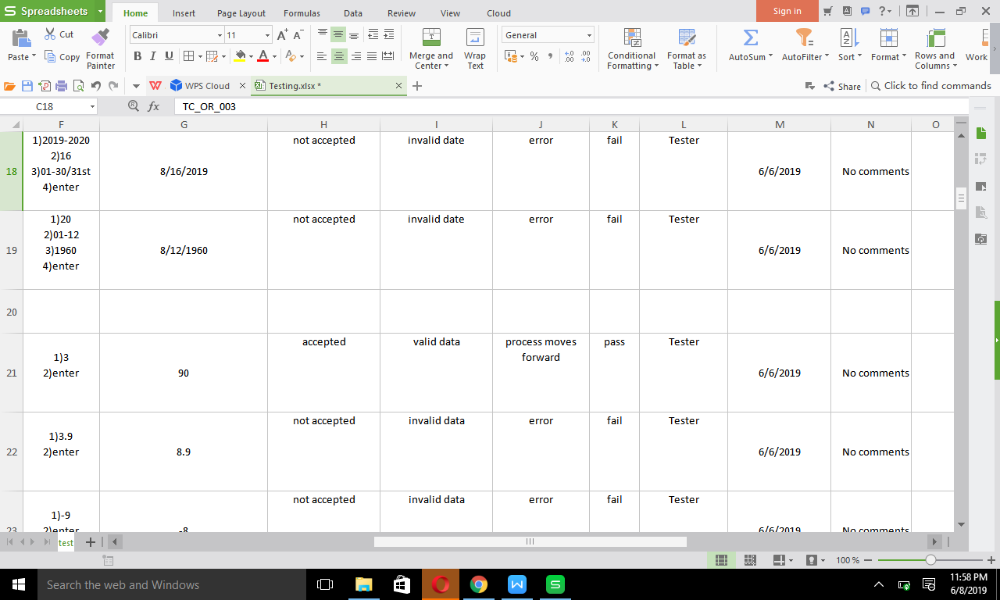 S Spreadsheets
Home Insert Page Layout Formulas Data Review View Cloud
Sign in
Paste Cut Copy Format Painter
Calibri 11
B I U A
Merge and Center
Wrap Text
General
Conditional Formatting
Format as Table
AutoSum AutoFilter Sort Format Rows and Columns Work
WPS Cloud Testing.xlsx *
Share Click to find commands
C18 fx TC_OR_003
F G H I J K L M N O
18
1)2019-2020
2)16
3)01-30/31st
4)enter
8/16/2019 not accepted invalid date error fail Tester 6/6/2019 No comments
19
1)20
2)01-12
3)1960
4)enter
8/12/1960 not accepted invalid date error fail Tester 6/6/2019 No comments
20
21
1)3
2)enter
90 accepted valid data process moves forward pass Tester 6/6/2019 No comments
22
1)3.9
2)enter
8.9 not accepted invalid data error fail Tester 6/6/2019 No comments
23
1)-9
2)enter
-8 not accepted invalid data error fail Tester 6/6/2019 No comments
test
100 %
Search the web and Windows
11:58 PM
6/8/2019